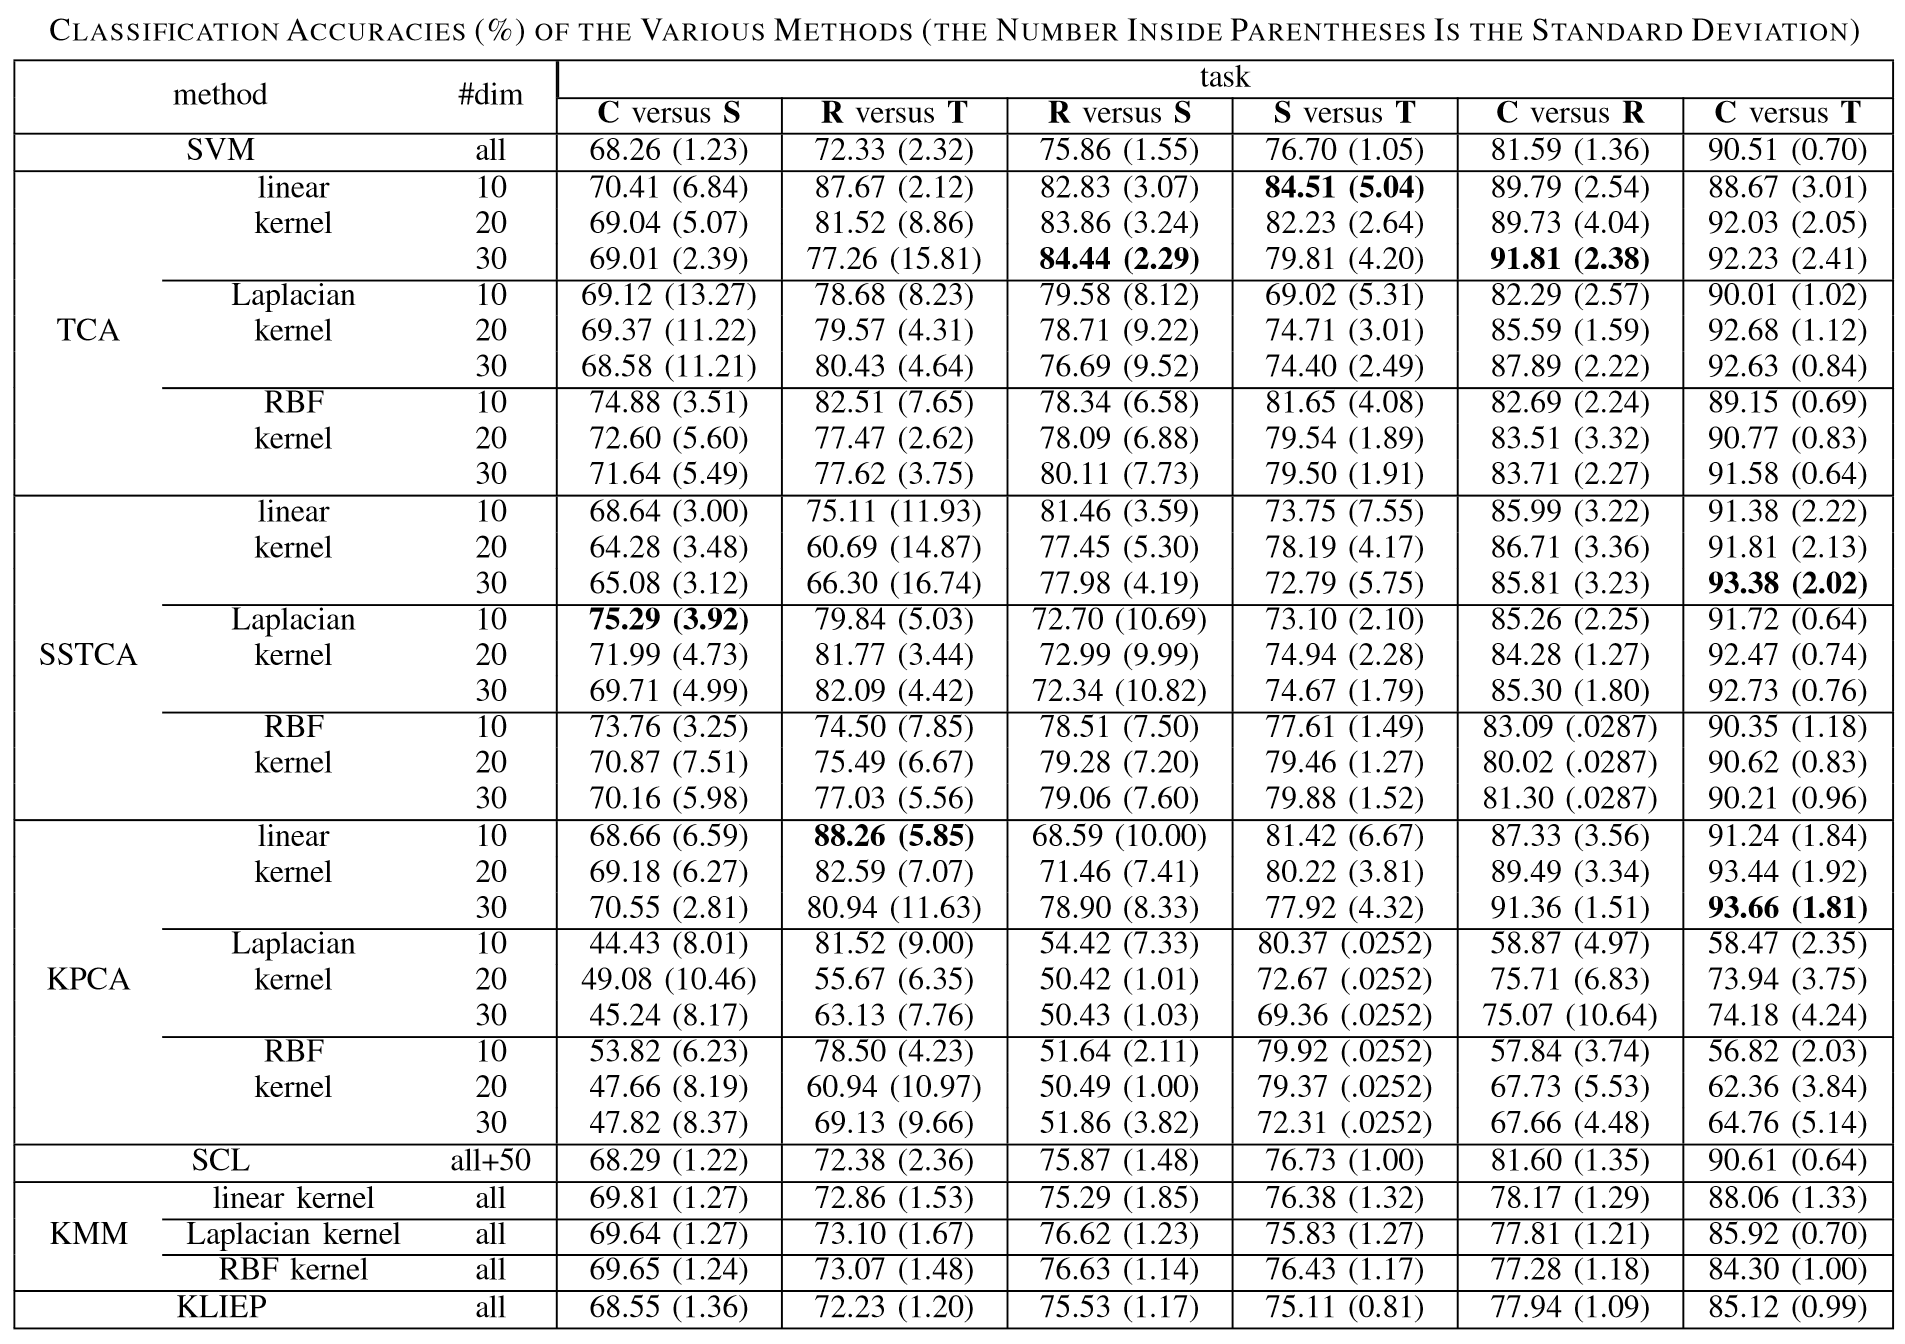 CLASSIFICATION ACCURACIES (%) OF THE VARIOUS METHODS (THE NUMBER INSIDE PARENTHESES IS THE STANDARD DEVIATION)
method #dim task
C versus S R versus T R versus S S versus T C versus R C versus T
SVM all 68.26 (1.23) 72.33 (2.32) 75.86 (1.55) 76.70 (1.05) 81.59 (1.36) 90.51 (0.70)
linear 10 70.41 (6.84) 87.67 (2.12) 82.83 (3.07) 84.51 (5.04) 89.79 (2.54) 88.67 (3.01)
kernel 20 69.04 (5.07) 81.52 (8.86) 83.86 (3.24) 82.23 (2.64) 89.73 (4.04) 92.03 (2.05)
30 69.01 (2.39) 77.26 (15.81) 84.44 (2.29) 79.81 (4.20) 91.81 (2.38) 92.23 (2.41)
Laplacian 10 69.12 (13.27) 78.68 (8.23) 79.58 (8.12) 69.02 (5.31) 82.29 (2.57) 90.01 (1.02)
TCA kernel 20 69.37 (11.22) 79.57 (4.31) 78.71 (9.22) 74.71 (3.01) 85.59 (1.59) 92.68 (1.12)
30 68.58 (11.21) 80.43 (4.64) 76.69 (9.52) 74.40 (2.49) 87.89 (2.22) 92.63 (0.84)
RBF 10 74.88 (3.51) 82.51 (7.65) 78.34 (6.58) 81.65 (4.08) 82.69 (2.24) 89.15 (0.69)
kernel 20 72.60 (5.60) 77.47 (2.62) 78.09 (6.88) 79.54 (1.89) 83.51 (3.32) 90.77 (0.83)
30 71.64 (5.49) 77.62 (3.75) 80.11 (7.73) 79.50 (1.91) 83.71 (2.27) 91.58 (0.64)
linear 10 68.64 (3.00) 75.11 (11.93) 81.46 (3.59) 73.75 (7.55) 85.99 (3.22) 91.38 (2.22)
kernel 20 64.28 (3.48) 60.69 (14.87) 77.45 (5.30) 78.19 (4.17) 86.71 (3.36) 91.81 (2.13)
30 65.08 (3.12) 66.30 (16.74) 77.98 (4.19) 72.79 (5.75) 85.81 (3.23) 93.38 (2.02)
Laplacian 10 75.29 (3.92) 79.84 (5.03) 72.70 (10.69) 73.10 (2.10) 85.26 (2.25) 91.72 (0.64)
SSTCA kernel 20 71.99 (4.73) 81.77 (3.44) 72.99 (9.99) 74.94 (2.28) 84.28 (1.27) 92.47 (0.74)
30 69.71 (4.99) 82.09 (4.42) 72.34 (10.82) 74.67 (1.79) 85.30 (1.80) 92.73 (0.76)
RBF 10 73.76 (3.25) 74.50 (7.85) 78.51 (7.50) 77.61 (1.49) 83.09 (.0287) 90.35 (1.18)
kernel 20 70.87 (7.51) 75.49 (6.67) 79.28 (7.20) 79.46 (1.27) 80.02 (.0287) 90.62 (0.83)
30 70.16 (5.98) 77.03 (5.56) 79.06 (7.60) 79.88 (1.52) 81.30 (.0287) 90.21 (0.96)
linear 10 68.66 (6.59) 88.26 (5.85) 68.59 (10.00) 81.42 (6.67) 87.33 (3.56) 91.24 (1.84)
kernel 20 69.18 (6.27) 82.59 (7.07) 71.46 (7.41) 80.22 (3.81) 89.49 (3.34) 93.44 (1.92)
30 70.55 (2.81) 80.94 (11.63) 78.90 (8.33) 77.92 (4.32) 91.36 (1.51) 93.66 (1.81)
Laplacian 10 44.43 (8.01) 81.52 (9.00) 54.42 (7.33) 80.37 (.0252) 58.87 (4.97) 58.47 (2.35)
KPCA kernel 20 49.08 (10.46) 55.67 (6.35) 50.42 (1.01) 72.67 (.0252) 75.71 (6.83) 73.94 (3.75)
30 45.24 (8.17) 63.13 (7.76) 50.43 (1.03) 69.36 (.0252) 75.07 (10.64) 74.18 (4.24)
RBF 10 53.82 (6.23) 78.50 (4.23) 51.64 (2.11) 79.92 (.0252) 57.84 (3.74) 56.82 (2.03)
kernel 20 47.66 (8.19) 60.94 (10.97) 50.49 (1.00) 79.37 (.0252) 67.73 (5.53) 62.36 (3.84)
30 47.82 (8.37) 69.13 (9.66) 51.86 (3.82) 72.31 (.0252) 67.66 (4.48) 64.76 (5.14)
SCL all+50 68.29 (1.22) 72.38 (2.36) 75.87 (1.48) 76.73 (1.00) 81.60 (1.35) 90.61 (0.64)
linear kernel all 69.81 (1.27) 72.86 (1.53) 75.29 (1.85) 76.38 (1.32) 78.17 (1.29) 88.06 (1.33)
KMM Laplacian kernel all 69.64 (1.27) 73.10 (1.67) 76.62 (1.23) 75.83 (1.27) 77.81 (1.21) 85.92 (0.70)
RBF kernel all 69.65 (1.24) 73.07 (1.48) 76.63 (1.14) 76.43 (1.17) 77.28 (1.18) 84.30 (1.00)
KLIEP all 68.55 (1.36) 72.23 (1.20) 75.53 (1.17) 75.11 (0.81) 77.94 (1.09) 85.12 (0.99)